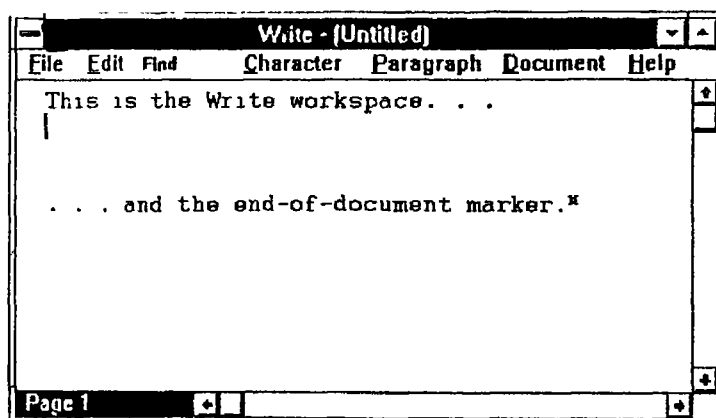 Write - (Untitled)
File Edit Find Character Paragraph Document Help
This is the Write workspace. . .
. . . and the end-of-document marker.¤
Page 1